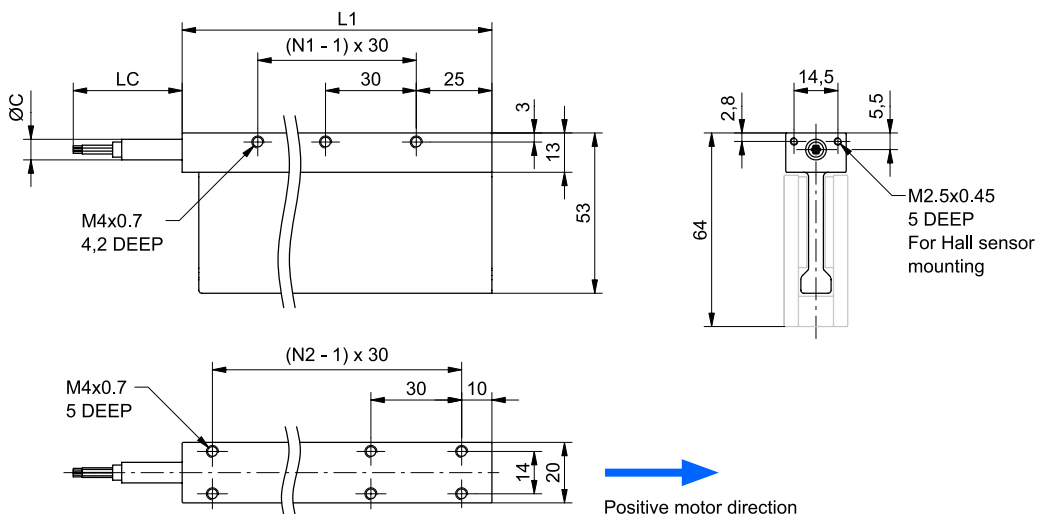 L1
(N1 - 1) x 30
LC
30
25
ØC
3
13
53
M4x0.7
4,2 DEEP
14,5
2,8
5,5
64
M2.5x0.45
5 DEEP
For Hall sensor
mounting
(N2 - 1) x 30
M4x0.7
5 DEEP
30
10
14
20
Positive motor direction